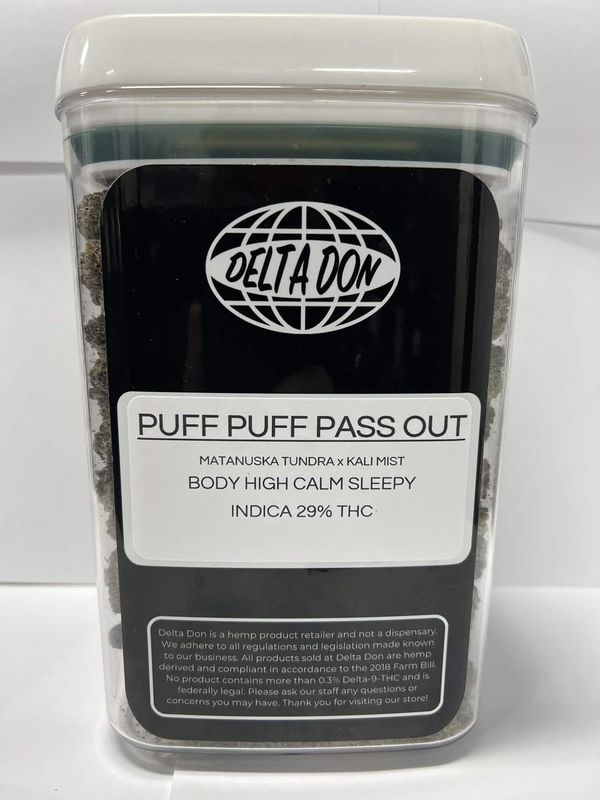 DELTA DON
PUFF PUFF PASS OUT
MATANUSKA TUNDRA x KALI MIST
BODY HIGH CALM SLEEPY
INDICA 29% THC
Delta Don is a hemp product retailer and not a dispensary.
We adhere to all regulations and legislation made known
to our business. All products sold at Delta Don are hemp
derived and compliant in accordance to the 2018 Farm Bill.
No product contains more than 0.3% Delta-9-THC and is
federally legal. Please ask our staff any questions or
concerns you may have. Thank you for visiting our store!